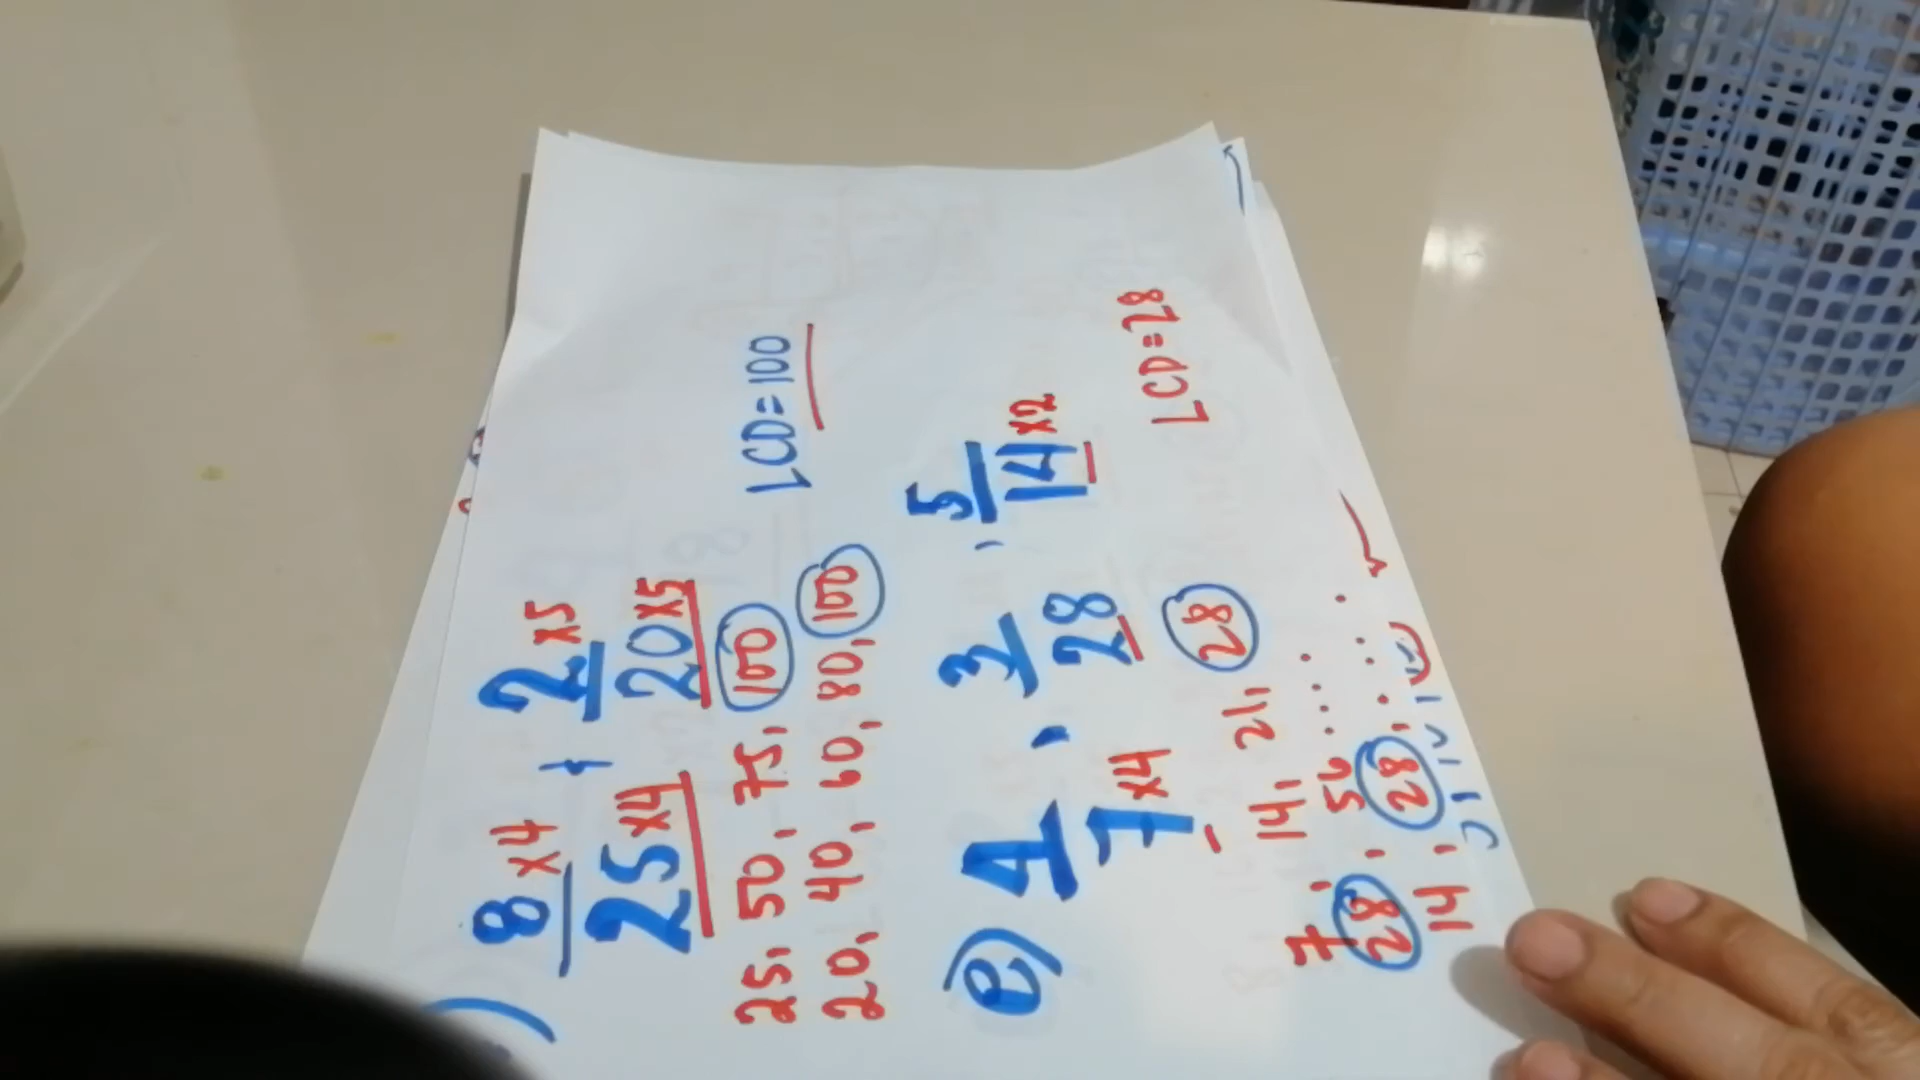 8 x4 , 2 x5
25 x4 20 x5
LCD = 100
25, 50, 75, 100
20, 40, 60, 80, 100
e) 4 , 3 , 5
7 x4 28 14 x2
LCD = 28
7, 14, 21, 28
28, 56 ....
14, 28, ....